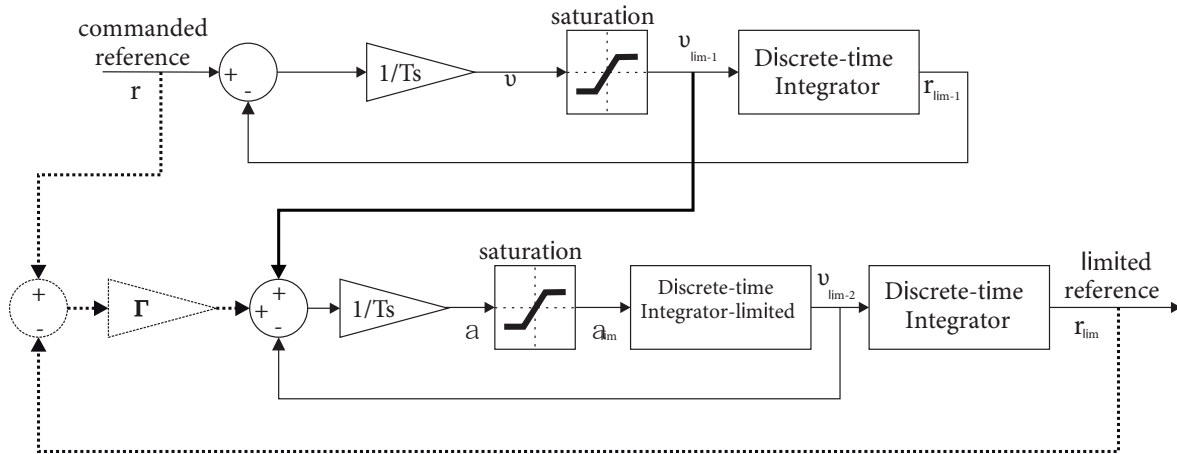 commanded
reference
r
+
-
1/Ts
υ
saturation
υlim-1
Discrete-time
Integrator
rlim-1
+
-
Γ
+
+
-
1/Ts
a
saturation
alim
Discrete-time
Integrator-limited
υlim-2
Discrete-time
Integrator
limited
reference
rlim